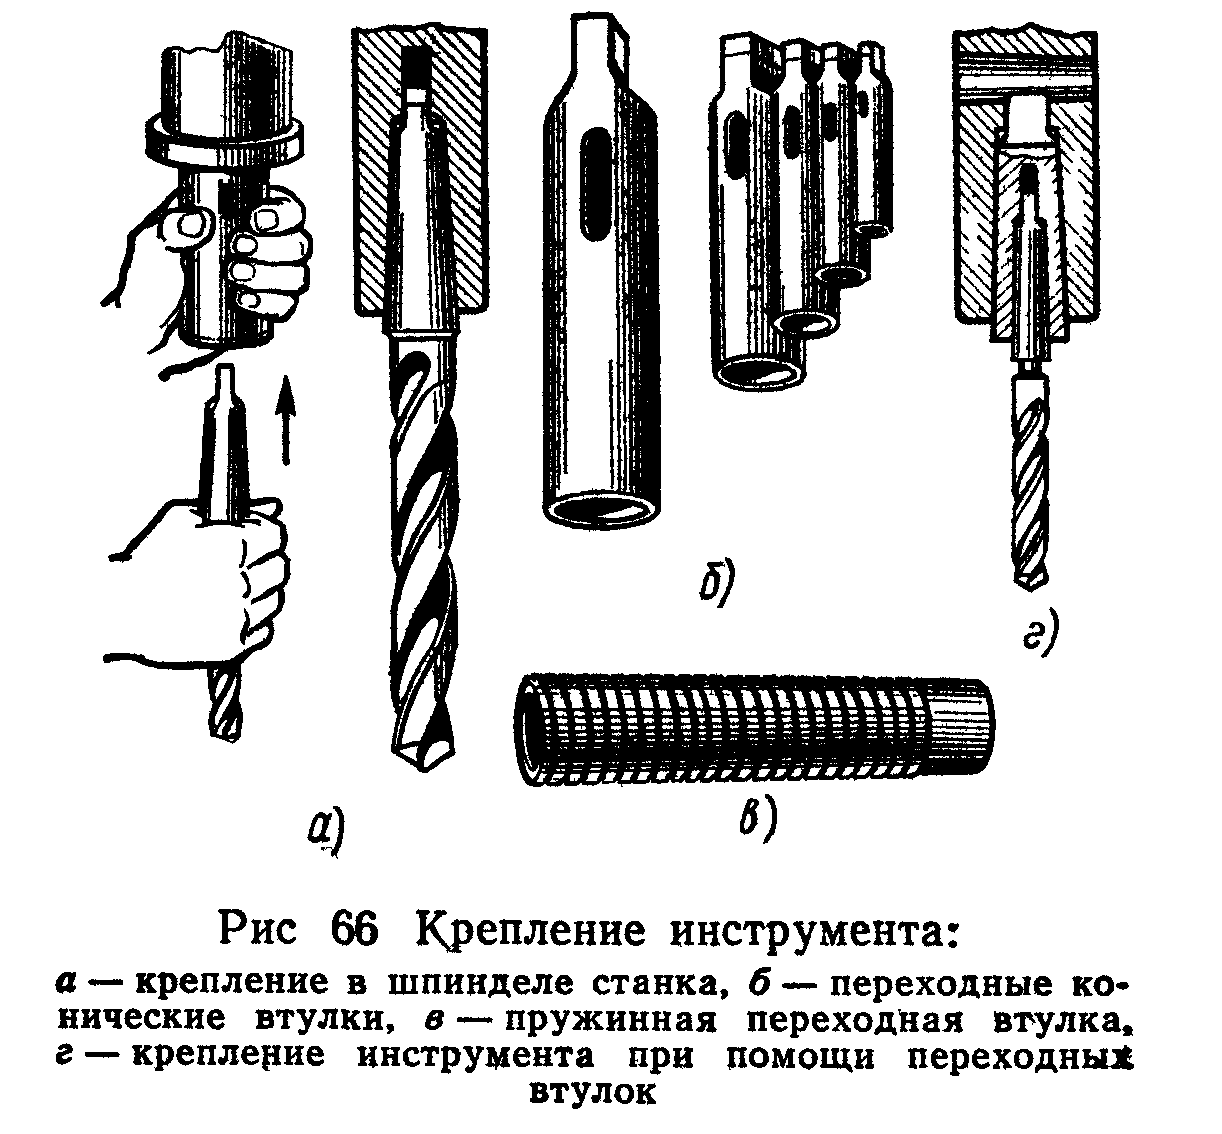 а)
б)
в)
г)
Рис 66 Крепление инструмента:
а — крепление в шпинделе станка, б — переходные ко-
нические втулки, в — пружинная переходная втулка,
г — крепление инструмента при помощи переходных
втулок